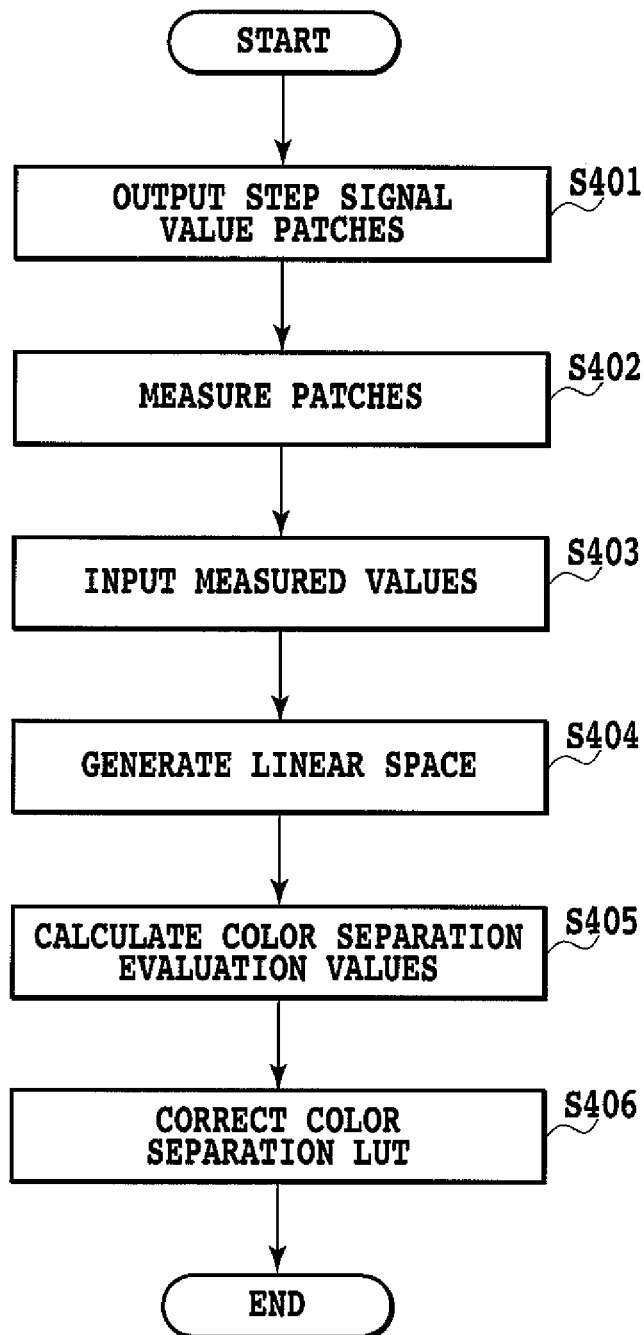 START
S401
OUTPUT STEP SIGNAL
VALUE PATCHES
S402
MEASURE PATCHES
S403
INPUT MEASURED VALUES
S404
GENERATE LINEAR SPACE
S405
CALCULATE COLOR SEPARATION
EVALUATION VALUES
S406
CORRECT COLOR
SEPARATION LUT
END